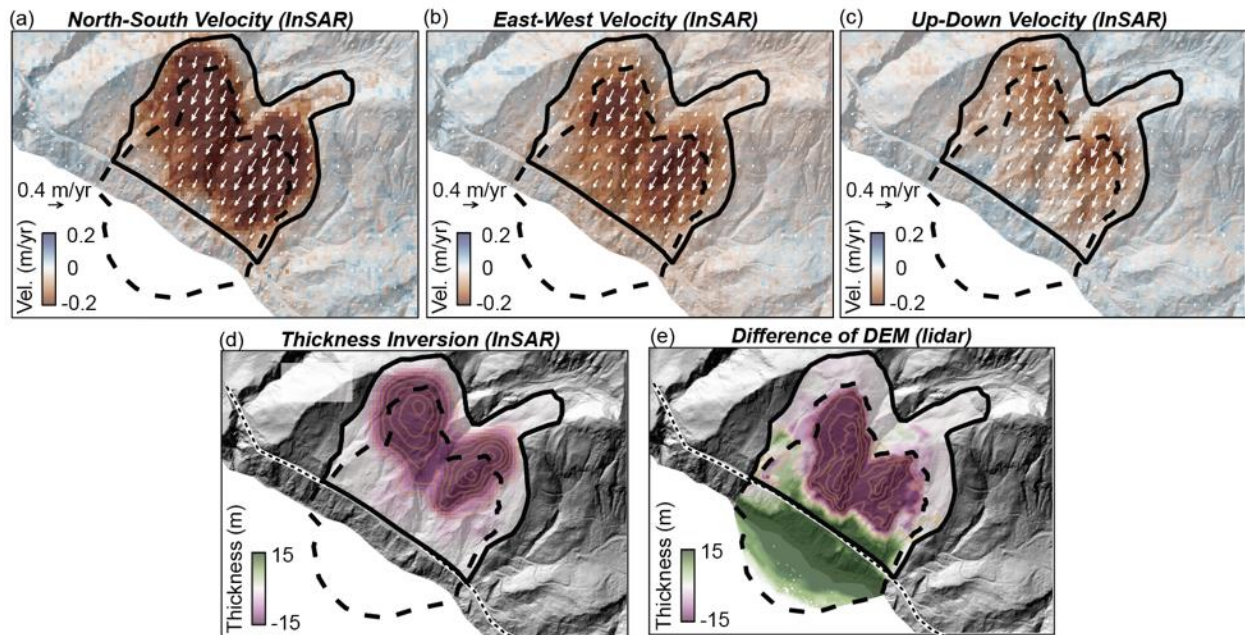 (a) North-South Velocity (InSAR)
0.4 m/yr
Vel. (m/yr)
0.2
0
-0.2
(b) East-West Velocity (InSAR)
0.4 m/yr
Vel. (m/yr)
0.2
0
-0.2
(c) Up-Down Velocity (InSAR)
0.4 m/yr
Vel. (m/yr)
0.2
0
-0.2
(d) Thickness Inversion (InSAR)
Thickness (m)
15
-15
(e) Difference of DEM (lidar)
Thickness (m)
15
-15